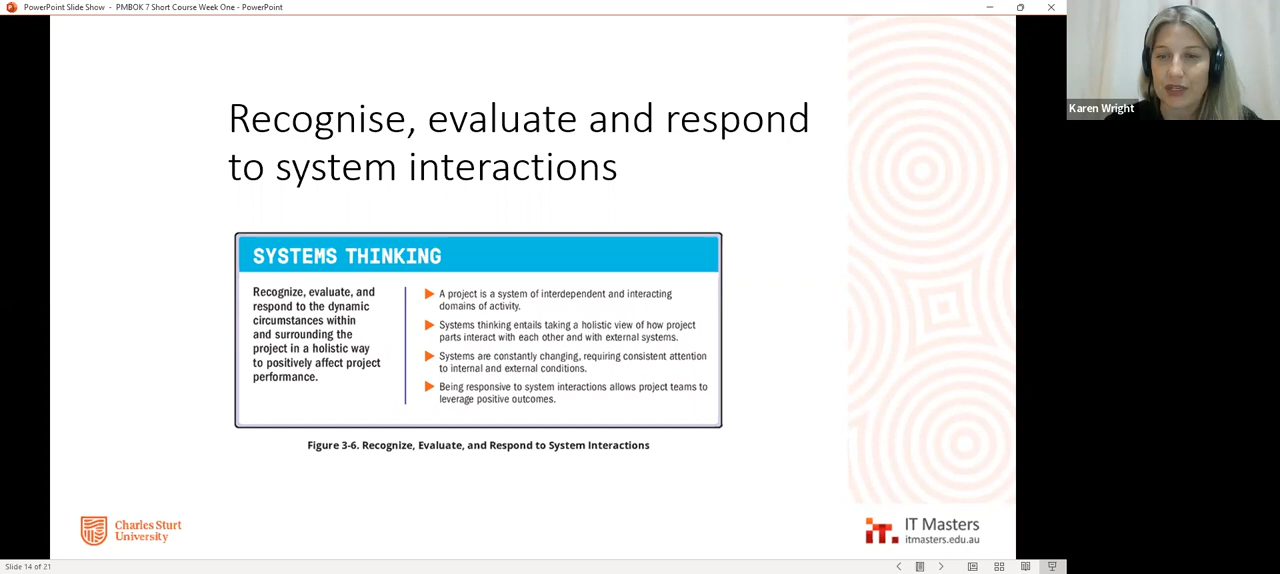 PowerPoint Slide Show - PMBOK 7 Short Course Week One - PowerPoint
Karen Wright
Recognise, evaluate and respond
to system interactions
SYSTEMS THINKING
Recognize, evaluate, and
respond to the dynamic
circumstances within
and surrounding the
project in a holistic way
to positively affect project
performance.
A project is a system of interdependent and interacting
domains of activity.
Systems thinking entails taking a holistic view of how project
parts interact with each other and with external systems.
Systems are constantly changing, requiring consistent attention
to internal and external conditions.
Being responsive to system interactions allows project teams to
leverage positive outcomes.
Figure 3-6. Recognize, Evaluate, and Respond to System Interactions
Charles Sturt
University
it.
IT Masters
itmasters.edu.au
Slide 14 of 21